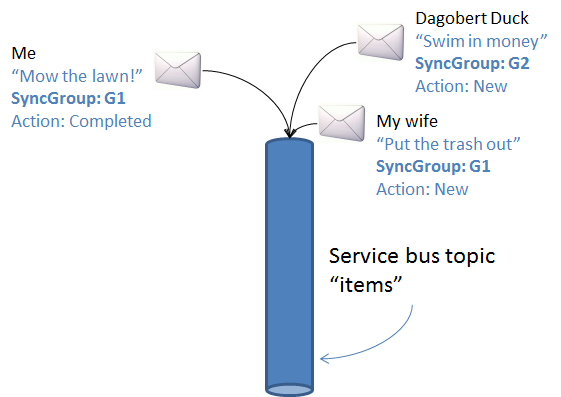 Me
“Mow the lawn!”
SyncGroup: G1
Action: Completed
Dagobert Duck
“Swim in money”
SyncGroup: G2
Action: New
My wife
“Put the trash out”
SyncGroup: G1
Action: New
Service bus topic
“items”